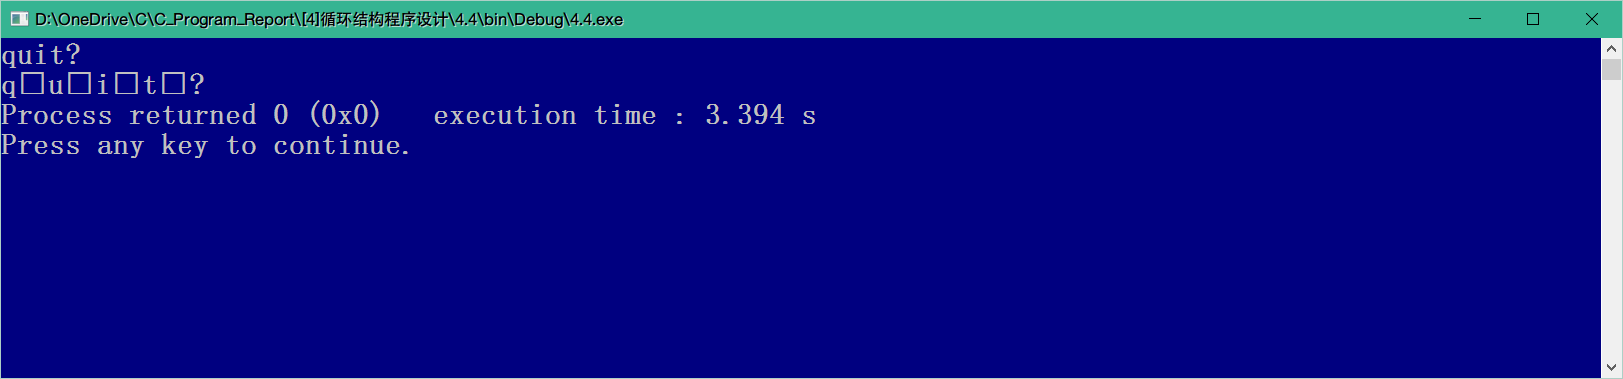 D:\OneDrive\C\C_Program_Report\[4]循环结构程序设计\4.4\bin\Debug\4.4.exe
quit?
q□u□i□t□?
Process returned 0 (0x0)   execution time : 3.394 s
Press any key to continue.